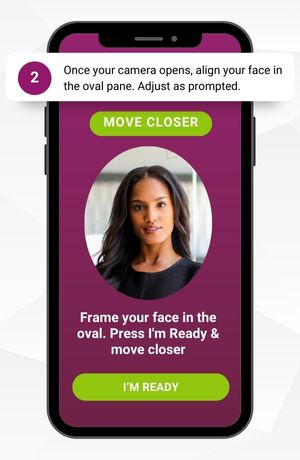 2
Once your camera opens, align your face in
the oval pane. Adjust as prompted.
MOVE CLOSER
Frame your face in the
oval. Press I'm Ready &
move closer
I'M READY